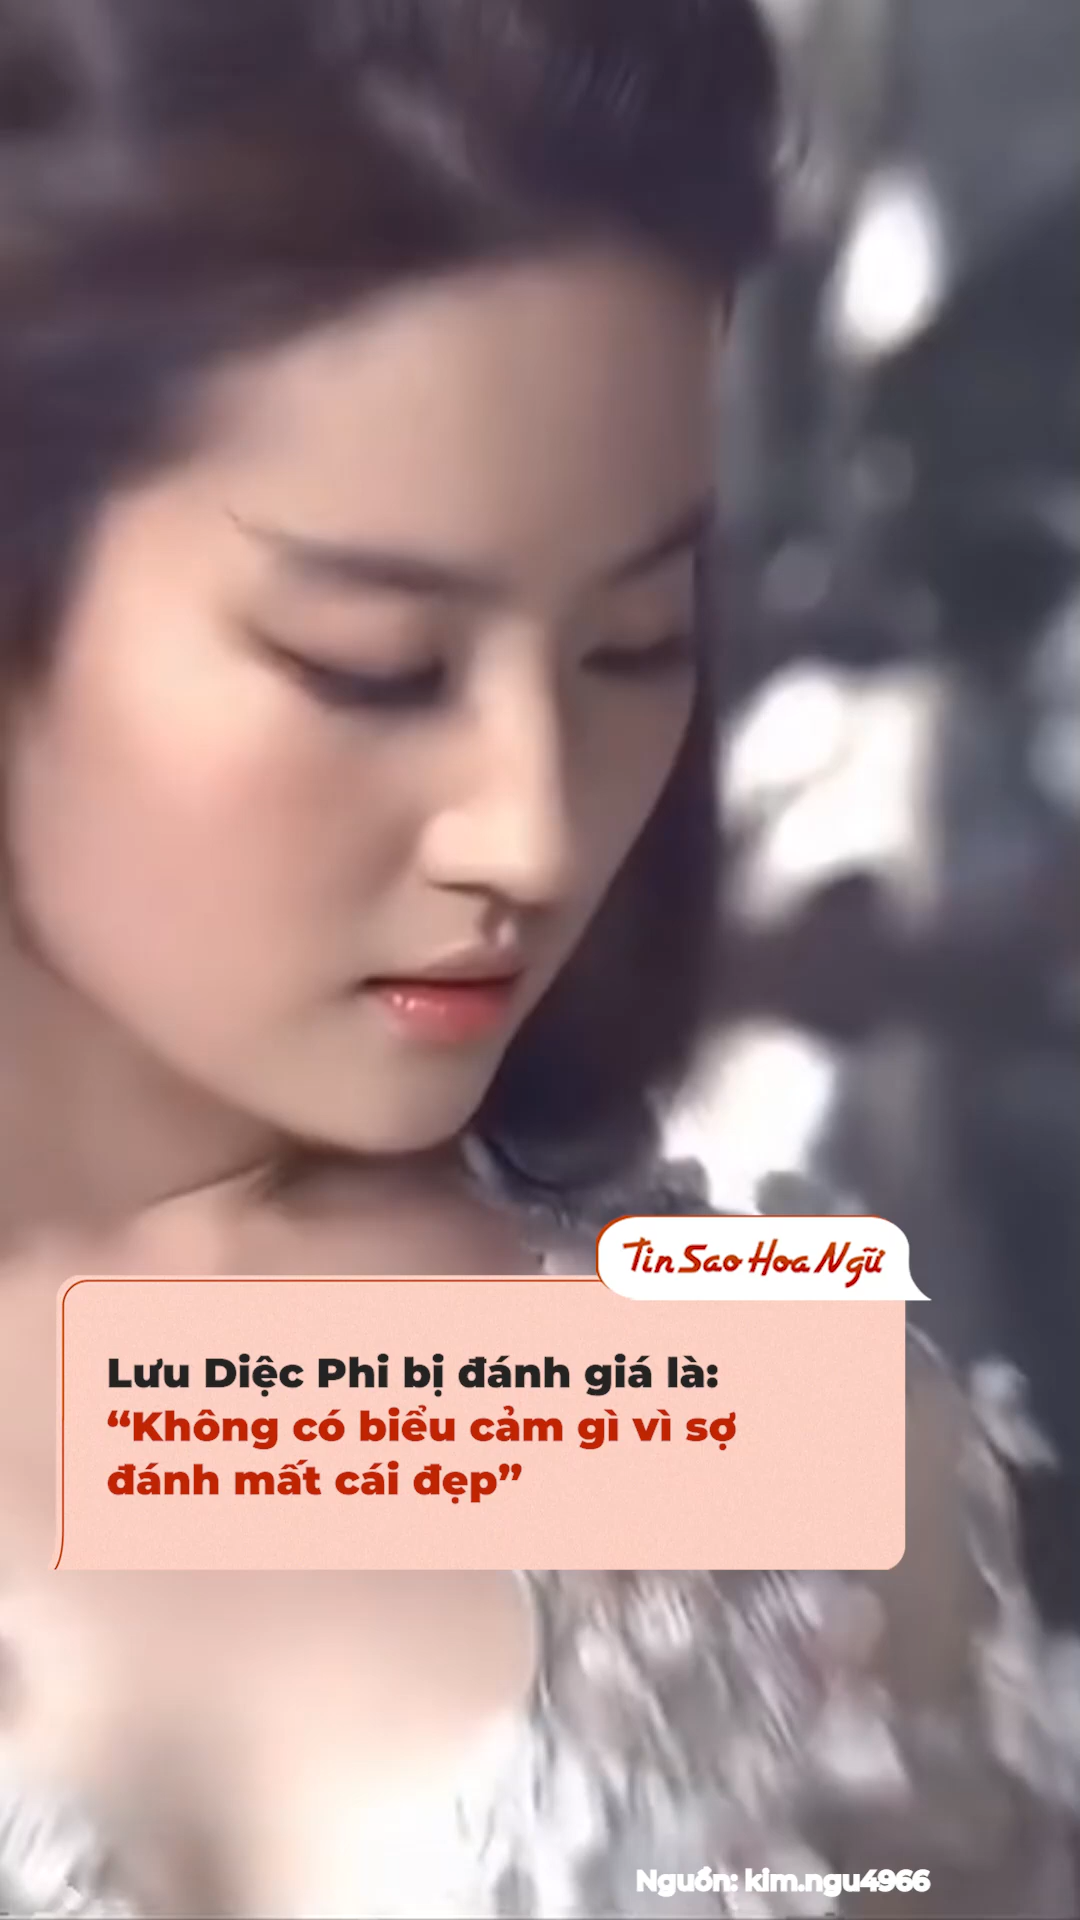 Tin Sao Hoa Ngữ
Lưu Diệc Phi bị đánh giá là:
“Không có biểu cảm gì vì sợ
đánh mất cái đẹp”
Nguồn: kim.ngu4966